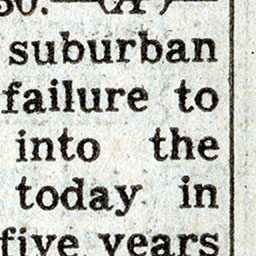 suburban
failure to
into the
today in
five years